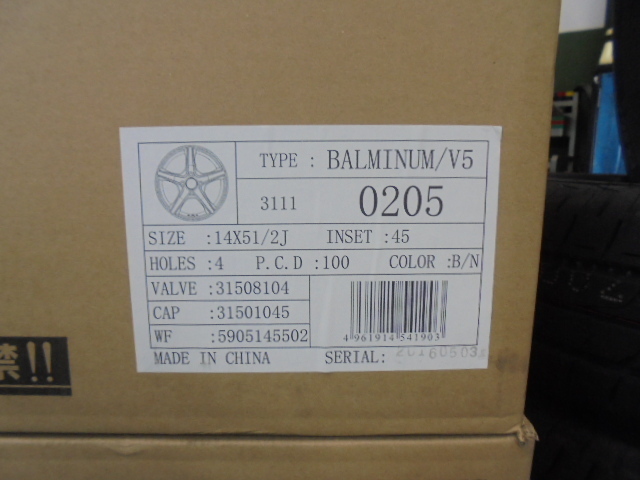 TYPE : BALMINUM/V5
3111 0205
SIZE :14X51/2J INSET :45
HOLES :4 P.C.D :100 COLOR :B/N
VALVE :31508104
CAP :31501045
WF :5905145502
4961914541903
MADE IN CHINA SERIAL:
禁!!